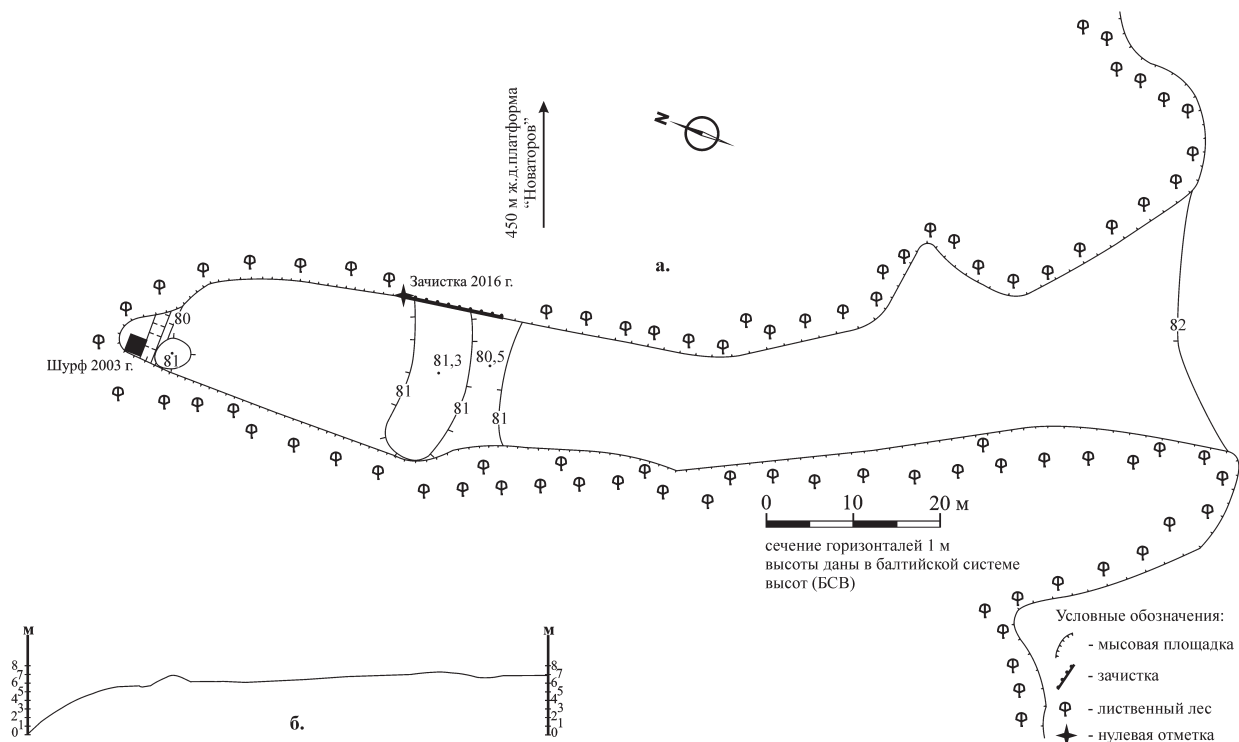 450 м ж.д.платформа
“Новаторов”
N
а.
Зачистка 2016 г.
80
81
Шурф 2003 г.
81,3
80,5
81
81
81
82
0 10 20 м
сечение горизонталей 1 м
высоты даны в балтийской системе
высот (БСВ)
Условные обозначения:
- мысовая площадка
- зачистка
- лиственный лес
- нулевая отметка
м
8
7
6
5
4
3
2
1
0
м
8
7
6
5
4
3
2
1
0
б.